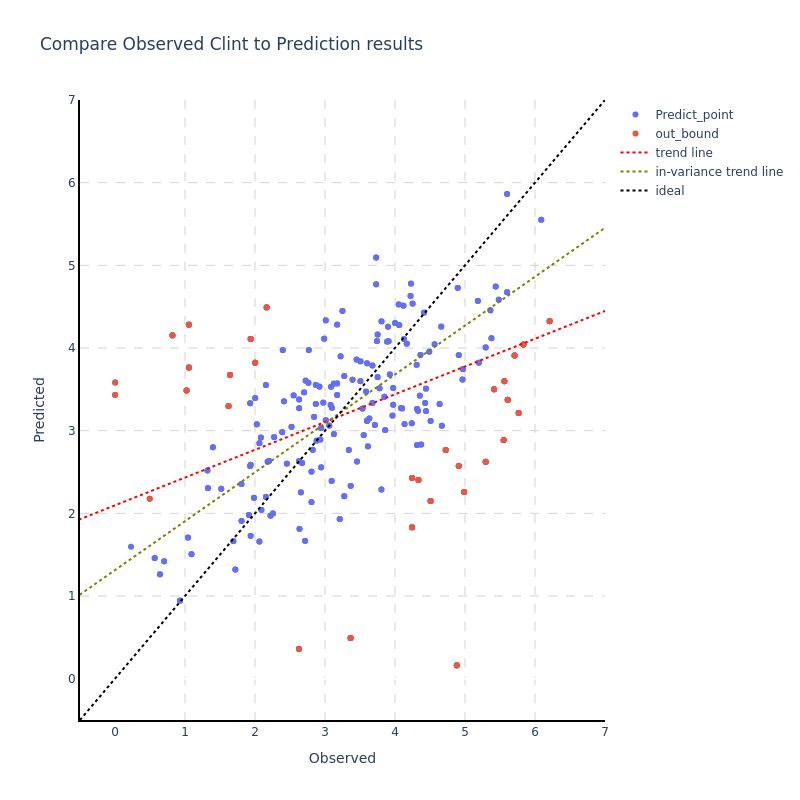 Compare Observed Clint to Prediction results
Predict_point
out_bound
trend line
in-variance trend line
ideal
7
6
5
4
3
2
1
0
Predicted
0 1 2 3 4 5 6 7
Observed